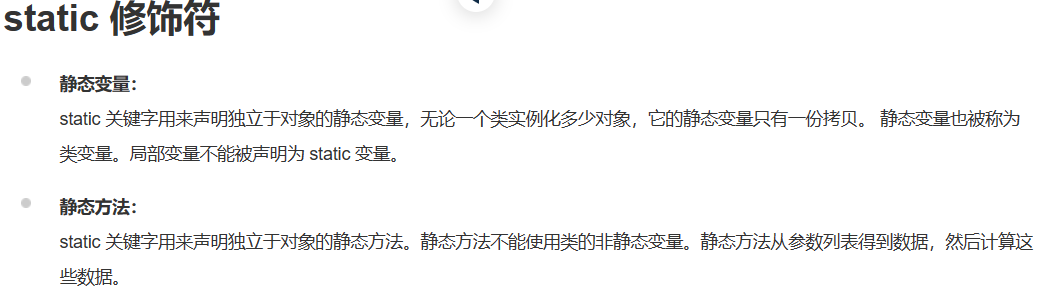 static 修饰符
静态变量：
static 关键字用来声明独立于对象的静态变量，无论一个类实例化多少对象，它的静态变量只有一份拷贝。 静态变量也被称为
类变量。局部变量不能被声明为 static 变量。
静态方法：
static 关键字用来声明独立于对象的静态方法。静态方法不能使用类的非静态变量。静态方法从参数列表得到数据，然后计算这
些数据。